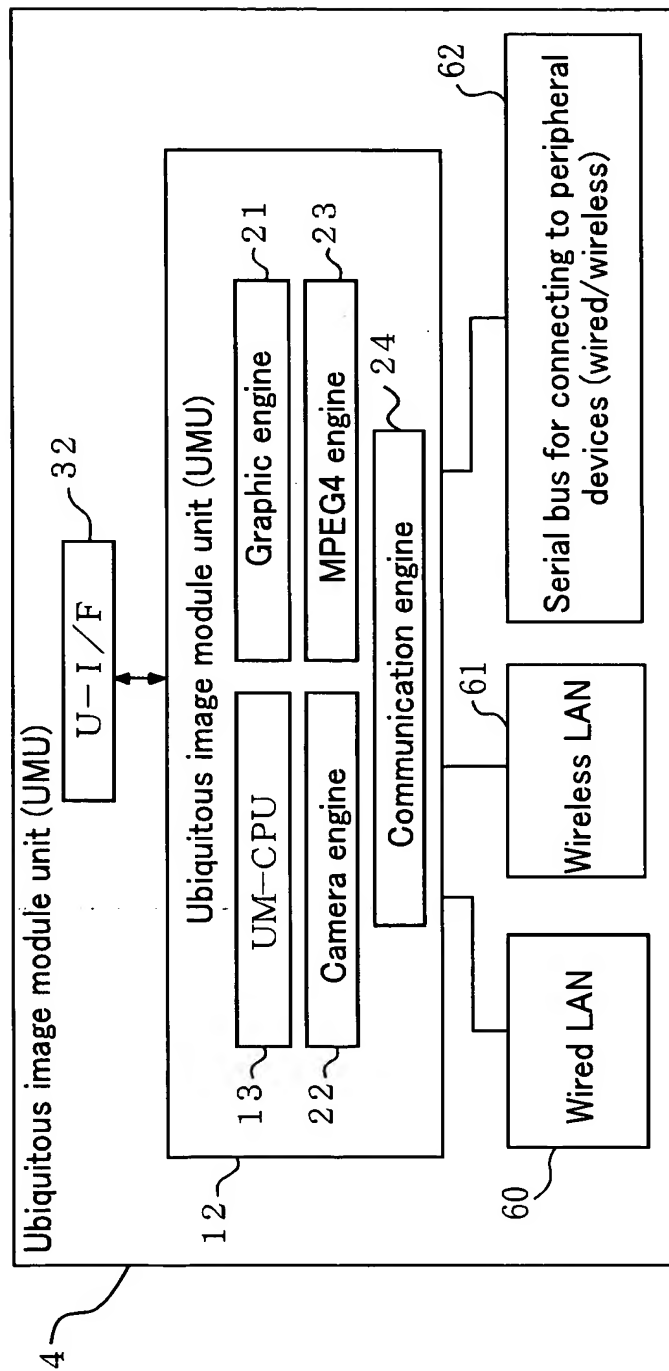 Ubiquitous image module unit (UMU)
4
U-I/F
32
Ubiquitous image module unit (UMU)
12
UM-CPU
13
Graphic engine
21
Camera engine
22
MPEG4 engine
23
Communication engine
24
Wired LAN
60
Wireless LAN
61
Serial bus for connecting to peripheral
devices (wired/wireless)
62